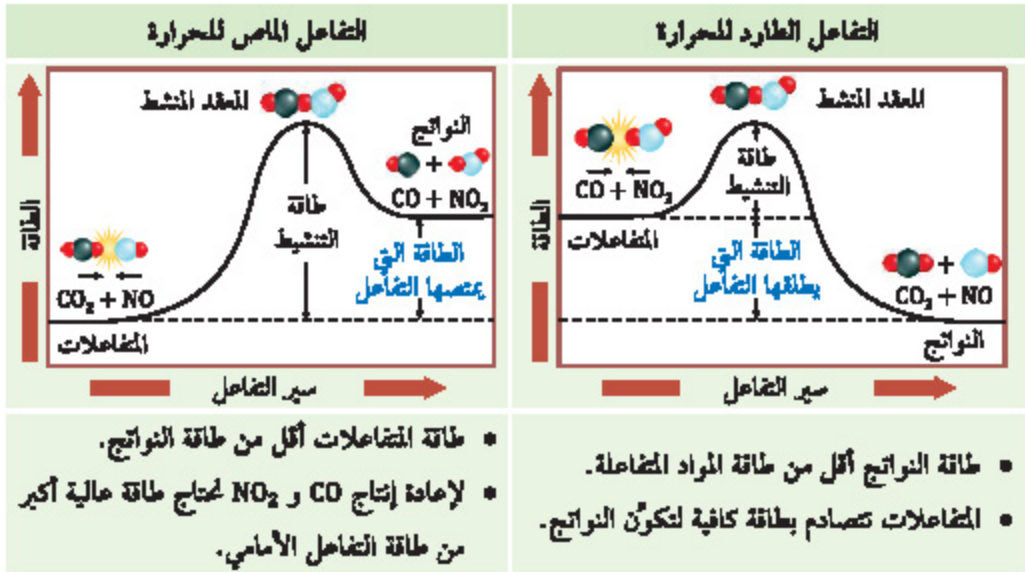 التفاعل الطارد للحرارة
المعقد المنشط
طاقة
التنشيط
CO + NO₂
المتفاعلات
الطاقة التي
يطلقها التفاعل
CO₂ + NO
النواتج
الطاقة
سير التفاعل
• طاقة النواتج أقل من طاقة المواد المتفاعلة.
• المتفاعلات تتصادم بطاقة كافية لتكوّن النواتج.
التفاعل الماص للحرارة
المعقد المنشط
النواتج
CO + NO₂
طاقة
التنشيط
الطاقة التي
يمتصها التفاعل
CO₂ + NO
المتفاعلات
الطاقة
سير التفاعل
• طاقة المتفاعلات أقل من طاقة النواتج.
• لإعادة إنتاج CO و NO₂ نحتاج طاقة عالية أكبر
من طاقة التفاعل الأمامي.